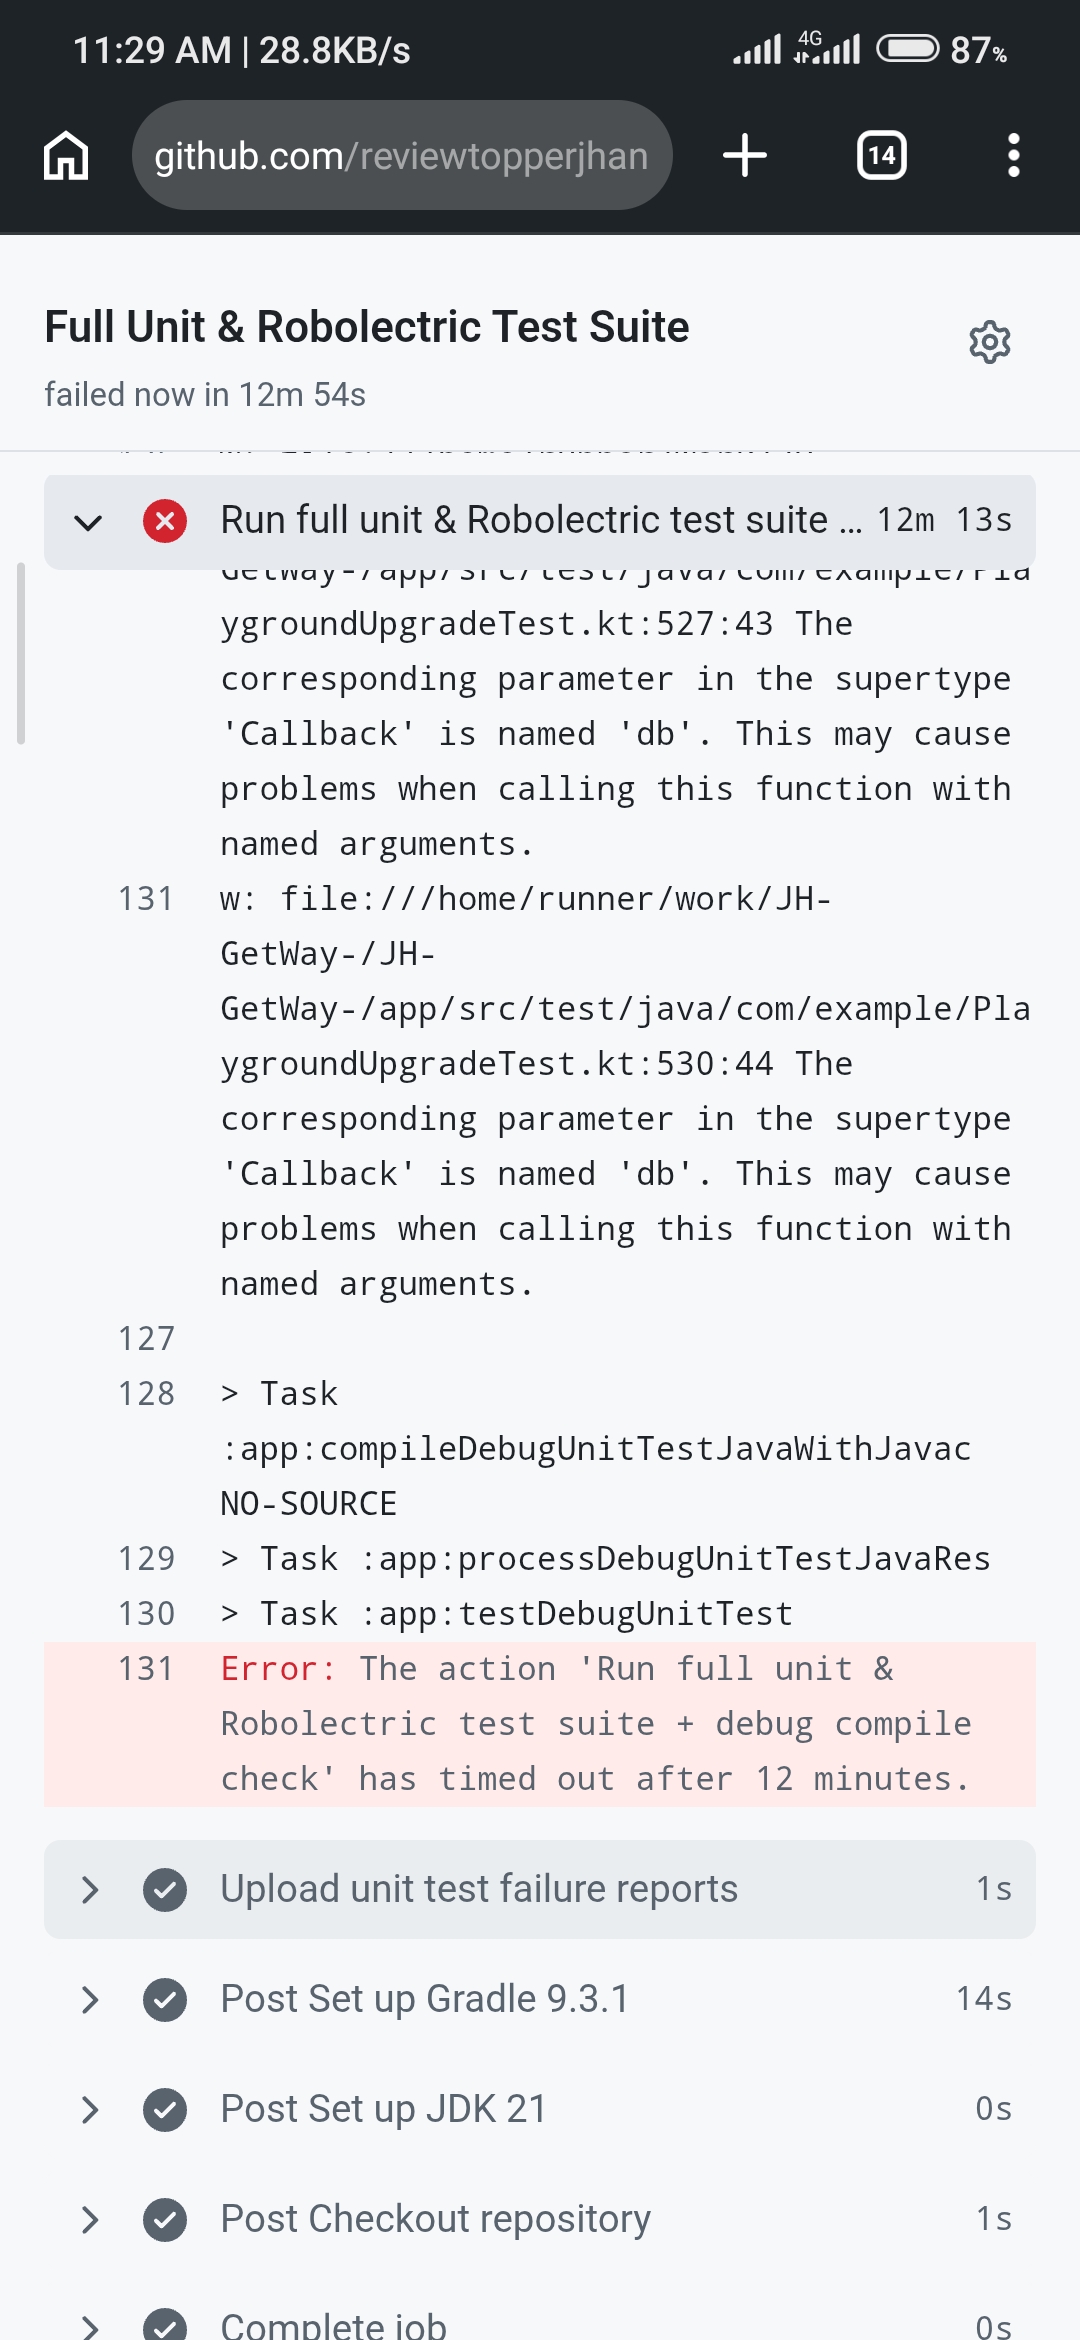 11:29 AM | 28.8KB/s
4G
87%
github.com/reviewtopperjhan
14
Full Unit & Robolectric Test Suite
failed now in 12m 54s
Run full unit & Robolectric test suite ... 12m 13s
GetWay-/app/src/test/java/com/example/Pla
ygroundUpgradeTest.kt:527:43 The
corresponding parameter in the supertype
'Callback' is named 'db'. This may cause
problems when calling this function with
named arguments.
131 w: file:///home/runner/work/JH-
GetWay-/JH-
GetWay-/app/src/test/java/com/example/Pla
ygroundUpgradeTest.kt:530:44 The
corresponding parameter in the supertype
'Callback' is named 'db'. This may cause
problems when calling this function with
named arguments.
127
128 > Task
:app:compileDebugUnitTestJavaWithJavac
NO-SOURCE
129 > Task :app:processDebugUnitTestJavaRes
130 > Task :app:testDebugUnitTest
131 Error: The action 'Run full unit &
Robolectric test suite + debug compile
check' has timed out after 12 minutes.
Upload unit test failure reports 1s
Post Set up Gradle 9.3.1 14s
Post Set up JDK 21 0s
Post Checkout repository 1s
Complete job 0s